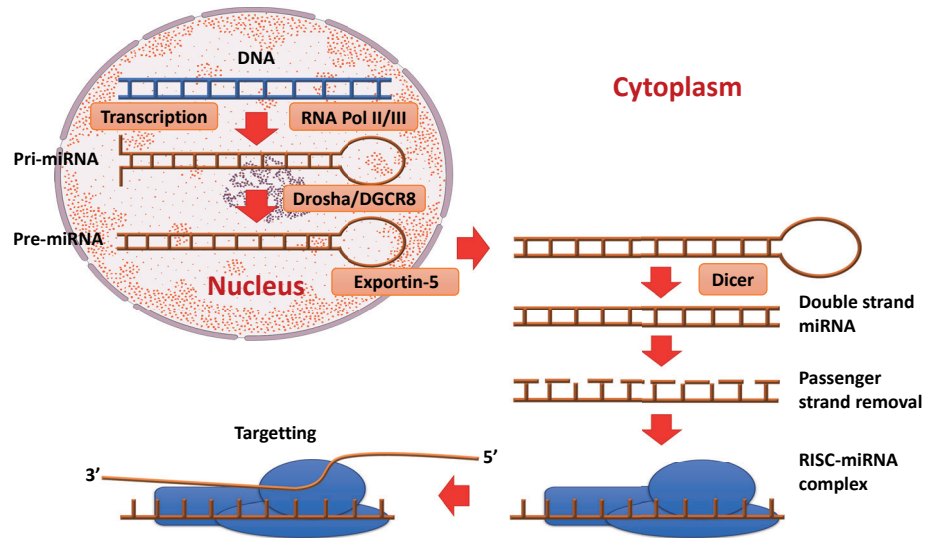 DNA
Cytoplasm
Transcription
RNA Pol II/III
Pri-miRNA
Drosha/DGCR8
Pre-miRNA
Nucleus
Exportin-5
Dicer
Double strand
miRNA
Passenger
strand removal
Targetting
3’
5’
RISC-miRNA
complex